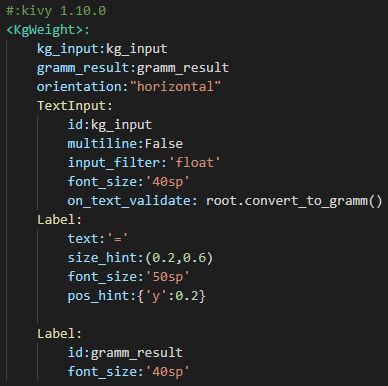 #:kivy 1.10.0
<KgWeight>:
    kg_input:kg_input
    gramm_result:gramm_result
    orientation:"horizontal"
    TextInput:
        id:kg_input
        multiline:False
        input_filter:'float'
        font_size:'40sp'
        on_text_validate: root.convert_to_gramm()
    Label:
        text:'='
        size_hint:(0.2,0.6)
        font_size:'50sp'
        pos_hint:{'y':0.2}

    Label:
        id:gramm_result
        font_size:'40sp'